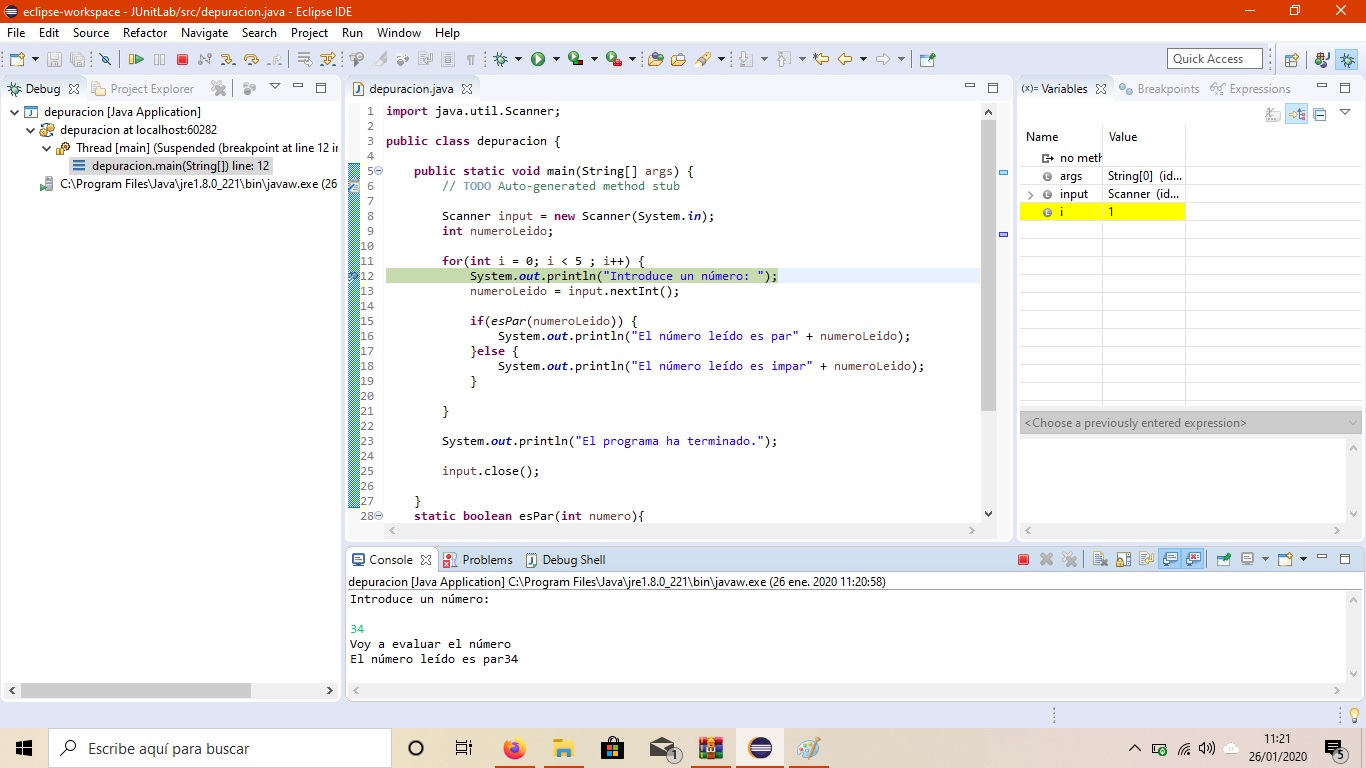 eclipse-workspace - JUnitLab/src/depuracion.java - Eclipse IDE
File Edit Source Refactor Navigate Search Project Run Window Help
Quick Access
Debug Project Explorer
depuracion [Java Application]
depuracion at localhost:60282
Thread [main] (Suspended (breakpoint at line 12 in
depuracion.main(String[]) line: 12
C:\Program Files\Java\jre1.8.0_221\bin\javaw.exe (26
depuracion.java
1 import java.util.Scanner;
2
3 public class depuracion {
4
5 public static void main(String[] args) {
6 // TODO Auto-generated method stub
7
8 Scanner input = new Scanner(System.in);
9 int numeroLeido;
10
11 for(int i = 0; i < 5 ; i++) {
12 System.out.println("Introduce un número: ");
13 numeroLeido = input.nextInt();
14
15 if(esPar(numeroLeido)) {
16 System.out.println("El número leído es par" + numeroLeido);
17 }else {
18 System.out.println("El número leído es impar" + numeroLeido);
19 }
20
21 }
22
23 System.out.println("El programa ha terminado.");
24
25 input.close();
26
27 }
28 static boolean esPar(int numero){
(x)= Variables Breakpoints Expressions
Name Value
no meth
args String[0] (id...
input Scanner (id...
i 1
<Choose a previously entered expression>
Console Problems Debug Shell
depuracion [Java Application] C:\Program Files\Java\jre1.8.0_221\bin\javaw.exe (26 ene. 2020 11:20:58)
Introduce un número:
34
Voy a evaluar el número
El número leído es par34
Escribe aquí para buscar
1
11:21
26/01/2020
5